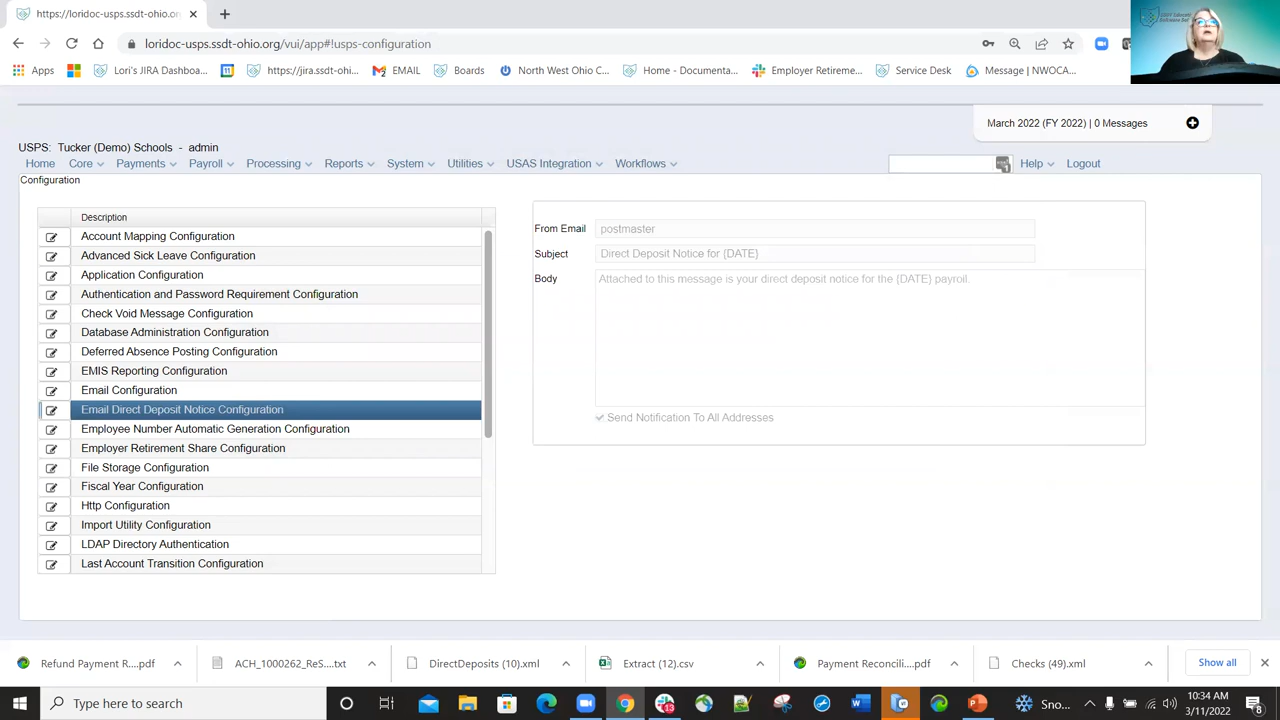 https://loridoc-usps.ssdt-ohio.org
loridoc-usps.ssdt-ohio.org/vui/app#!usps-configuration
Apps
Lori's JIRA Dashboa...
https://jira.ssdt-ohi...
EMAIL
Boards
North West Ohio C...
Home - Documenta...
Employer Retireme...
Service Desk
Message | NWOCA...
March 2022 (FY 2022) | 0 Messages
USPS: Tucker (Demo) Schools - admin
Home Core Payments Payroll Processing Reports System Utilities USAS Integration Workflows Help Logout
Configuration
Description
Account Mapping Configuration
Advanced Sick Leave Configuration
Application Configuration
Authentication and Password Requirement Configuration
Check Void Message Configuration
Database Administration Configuration
Deferred Absence Posting Configuration
EMIS Reporting Configuration
Email Configuration
Email Direct Deposit Notice Configuration
Employee Number Automatic Generation Configuration
Employer Retirement Share Configuration
File Storage Configuration
Fiscal Year Configuration
Http Configuration
Import Utility Configuration
LDAP Directory Authentication
Last Account Transition Configuration
From Email postmaster
Subject Direct Deposit Notice for {DATE}
Body Attached to this message is your direct deposit notice for the {DATE} payroll.
Send Notification To All Addresses
Refund Payment R....pdf
ACH_1000262_ReS....txt
DirectDeposits (10).xml
Extract (12).csv
Payment Reconcili....pdf
Checks (49).xml
Show all
Type here to search
Sno...
10:34 AM
3/11/2022